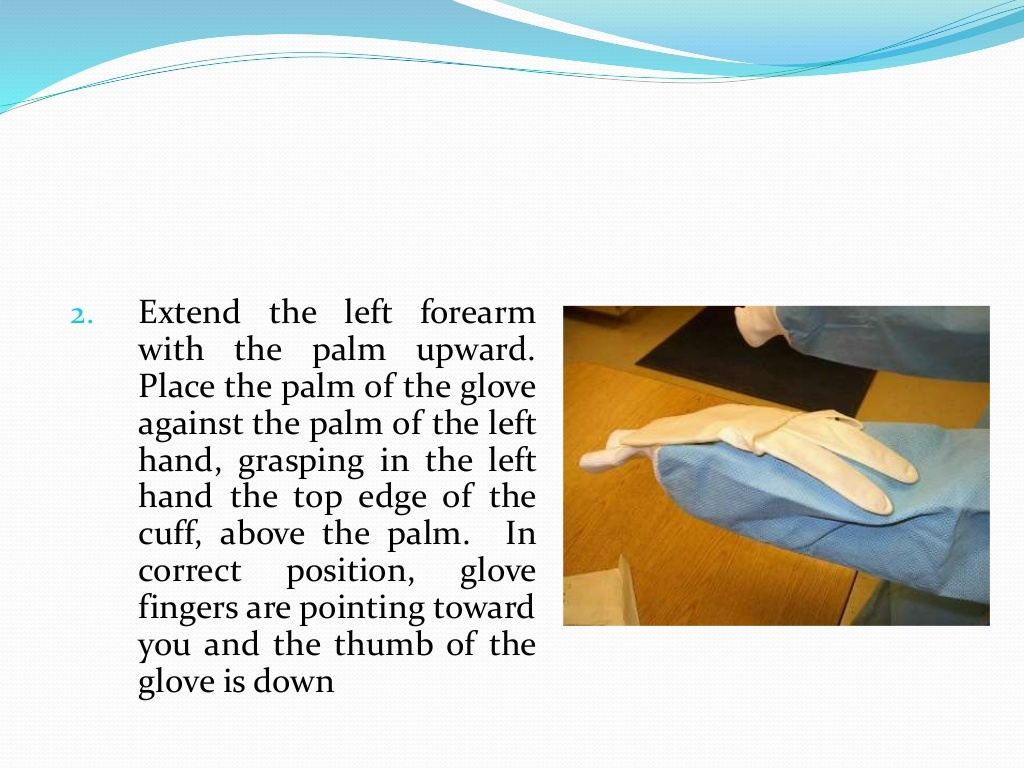 2. Extend the left forearm
with the palm upward.
Place the palm of the glove
against the palm of the left
hand, grasping in the left
hand the top edge of the
cuff, above the palm. In
correct position, glove
fingers are pointing toward
you and the thumb of the
glove is down